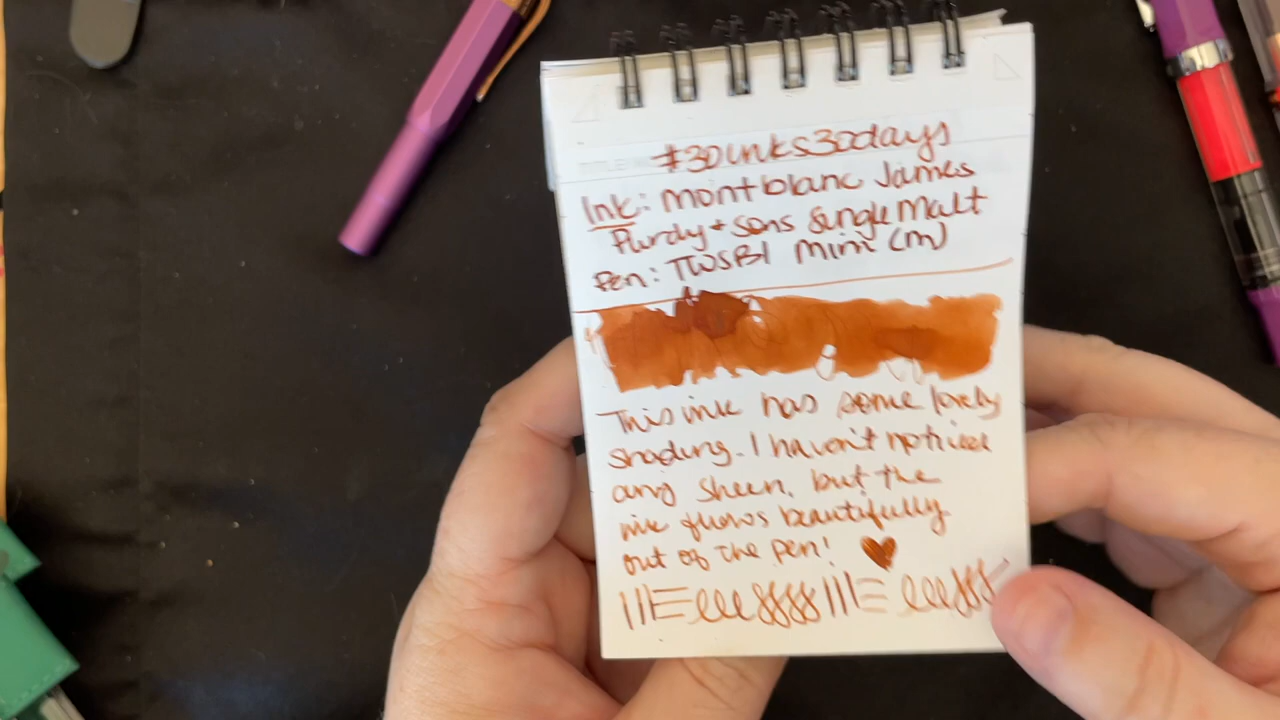 #30inks30days
Ink: Montblanc James
Purdey + Sons Single Malt
Pen: TWSBI Mini (M)
This ink has some lovely
shading. I haven't noticed
any sheen, but the
ink flows beautifully
out of the pen!